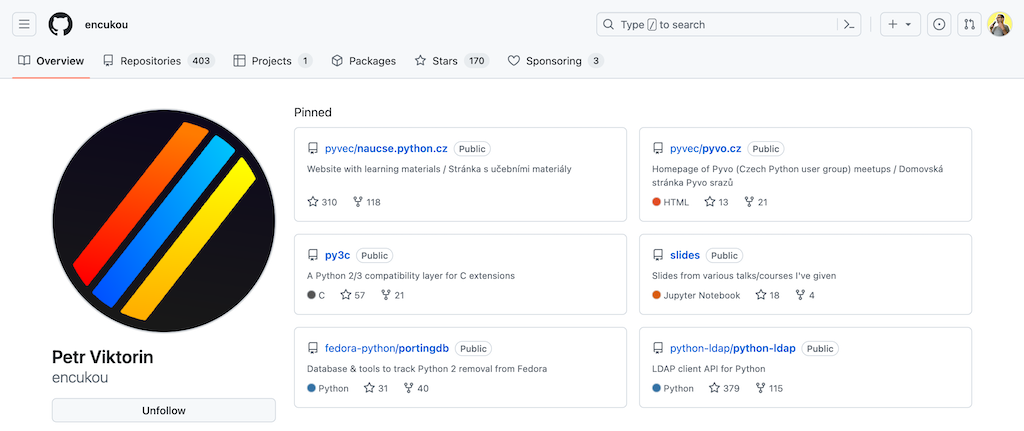 encukou
Type / to search
Overview
Repositories 403
Projects 1
Packages
Stars 170
Sponsoring 3
Pinned
pyvec/naucse.python.cz Public
Website with learning materials / Stránka s učebními materiály
310 118
pyvec/pyvo.cz Public
Homepage of Pyvo (Czech Python user group) meetups / Domovská
stránka Pyvo srazů
HTML 13 21
py3c Public
A Python 2/3 compatibility layer for C extensions
C 57 21
slides Public
Slides from various talks/courses I've given
Jupyter Notebook 18 4
fedora-python/portingdb Public
Database & tools to track Python 2 removal from Fedora
Python 31 40
python-ldap/python-ldap Public
LDAP client API for Python
Python 379 115
Petr Viktorin
encukou
Unfollow